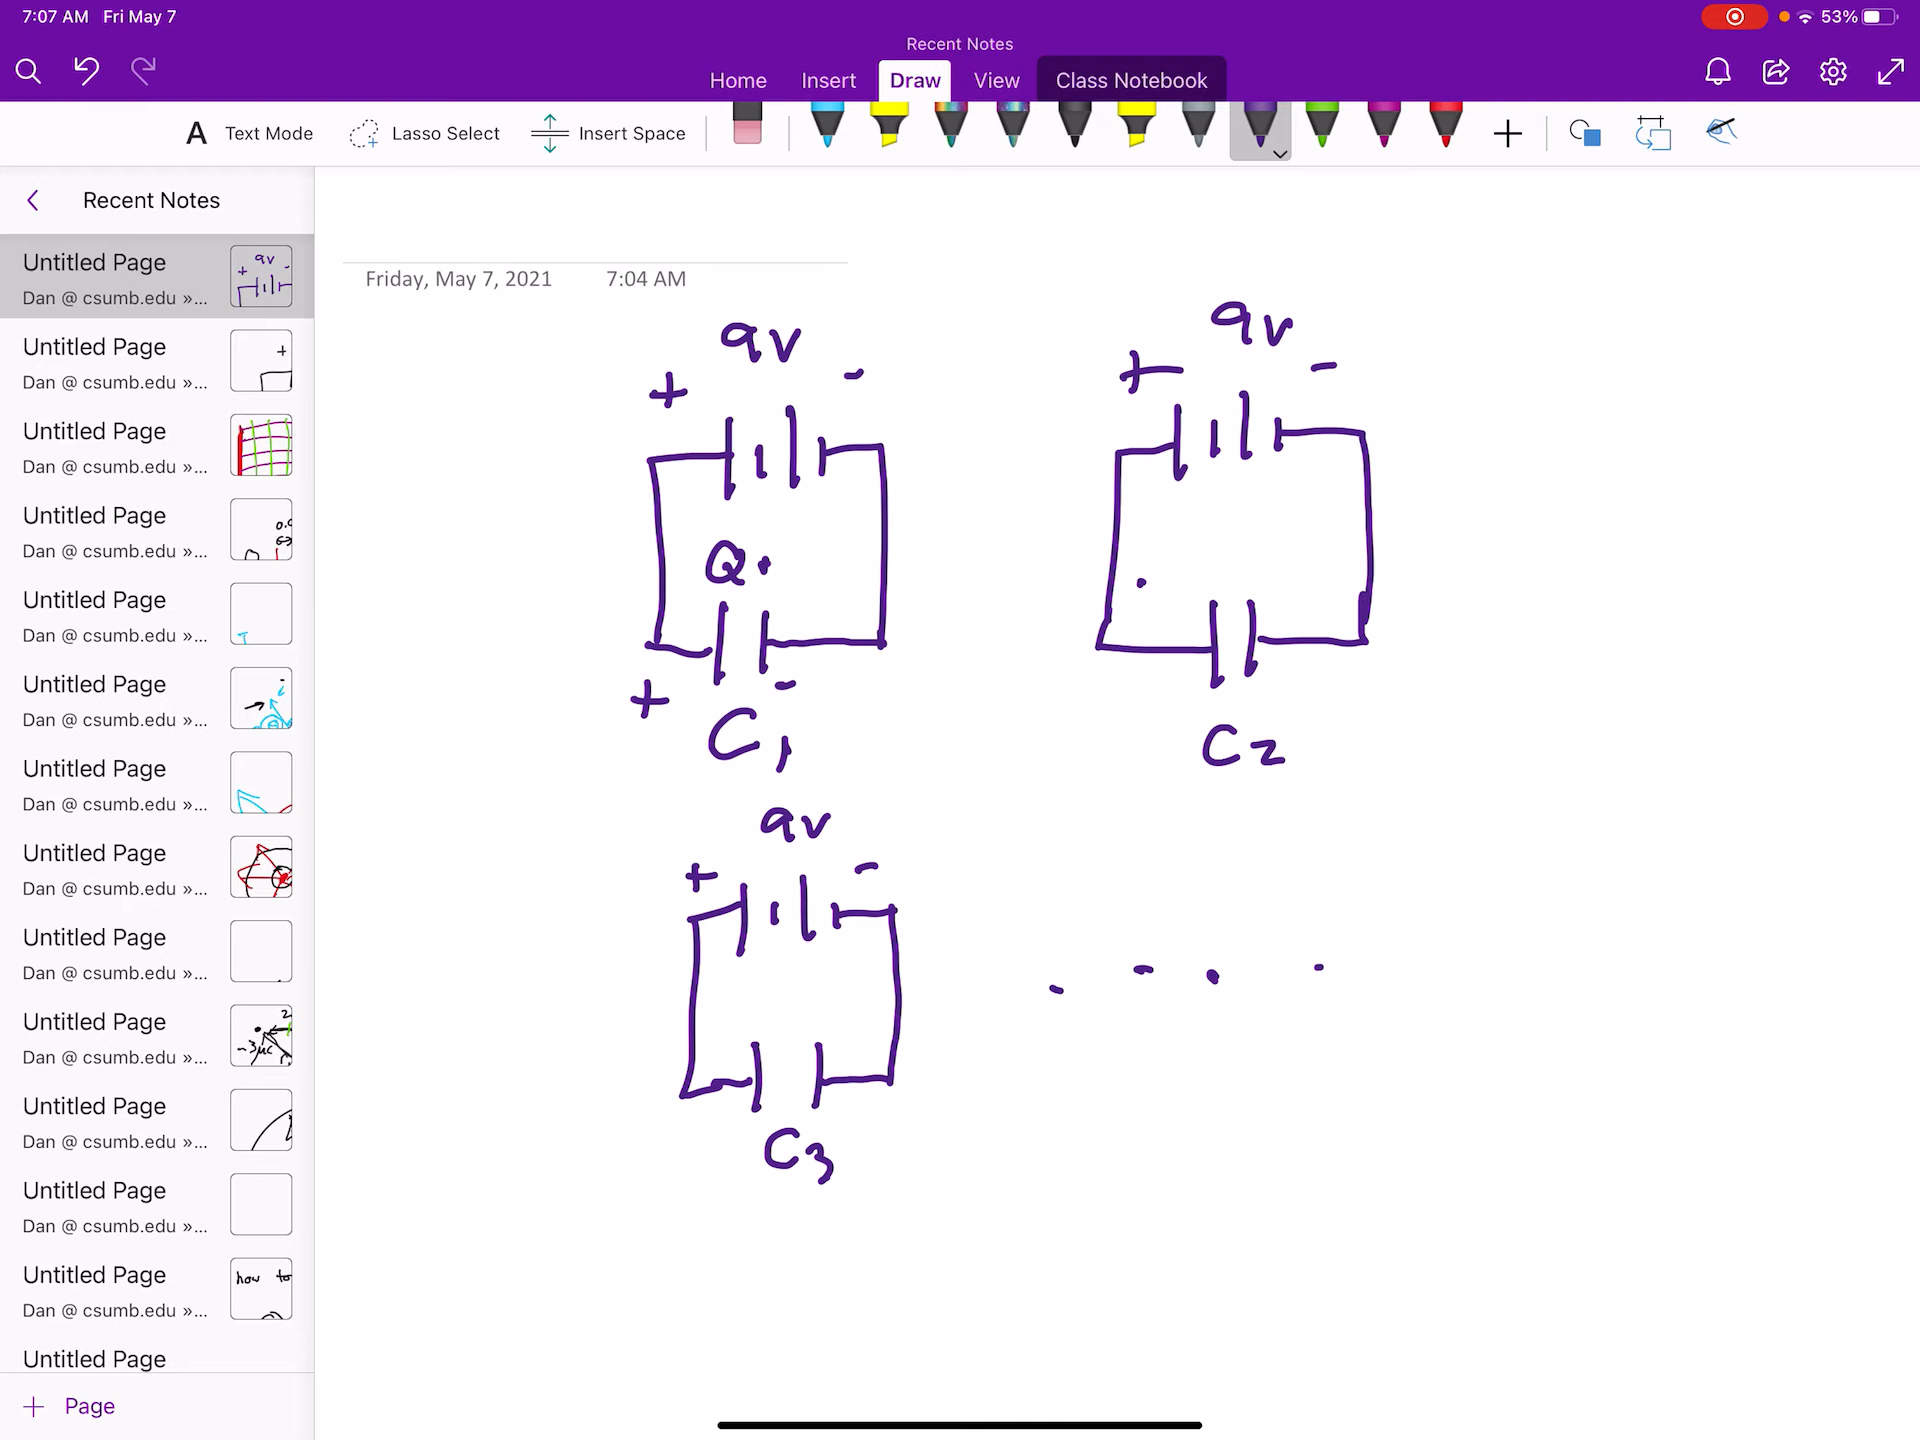 7:07 AM Fri May 7
53%
Recent Notes
Home Insert Draw View Class Notebook
A Text Mode Lasso Select Insert Space
Recent Notes
Untitled Page
Dan @ csumb.edu »...
Untitled Page
Dan @ csumb.edu »...
Untitled Page
Dan @ csumb.edu »...
Untitled Page
Dan @ csumb.edu »...
Untitled Page
Dan @ csumb.edu »...
Untitled Page
Dan @ csumb.edu »...
Untitled Page
Dan @ csumb.edu »...
Untitled Page
Dan @ csumb.edu »...
Untitled Page
Dan @ csumb.edu »...
Untitled Page
Dan @ csumb.edu »...
-3μC
Untitled Page
Dan @ csumb.edu »...
Untitled Page
Dan @ csumb.edu »...
Untitled Page
Dan @ csumb.edu »...
how to
Untitled Page
+ Page
Friday, May 7, 2021 7:04 AM
9v
+ -
Q
+ -
C1
9v
+ -
C2
9v
+ -
C3